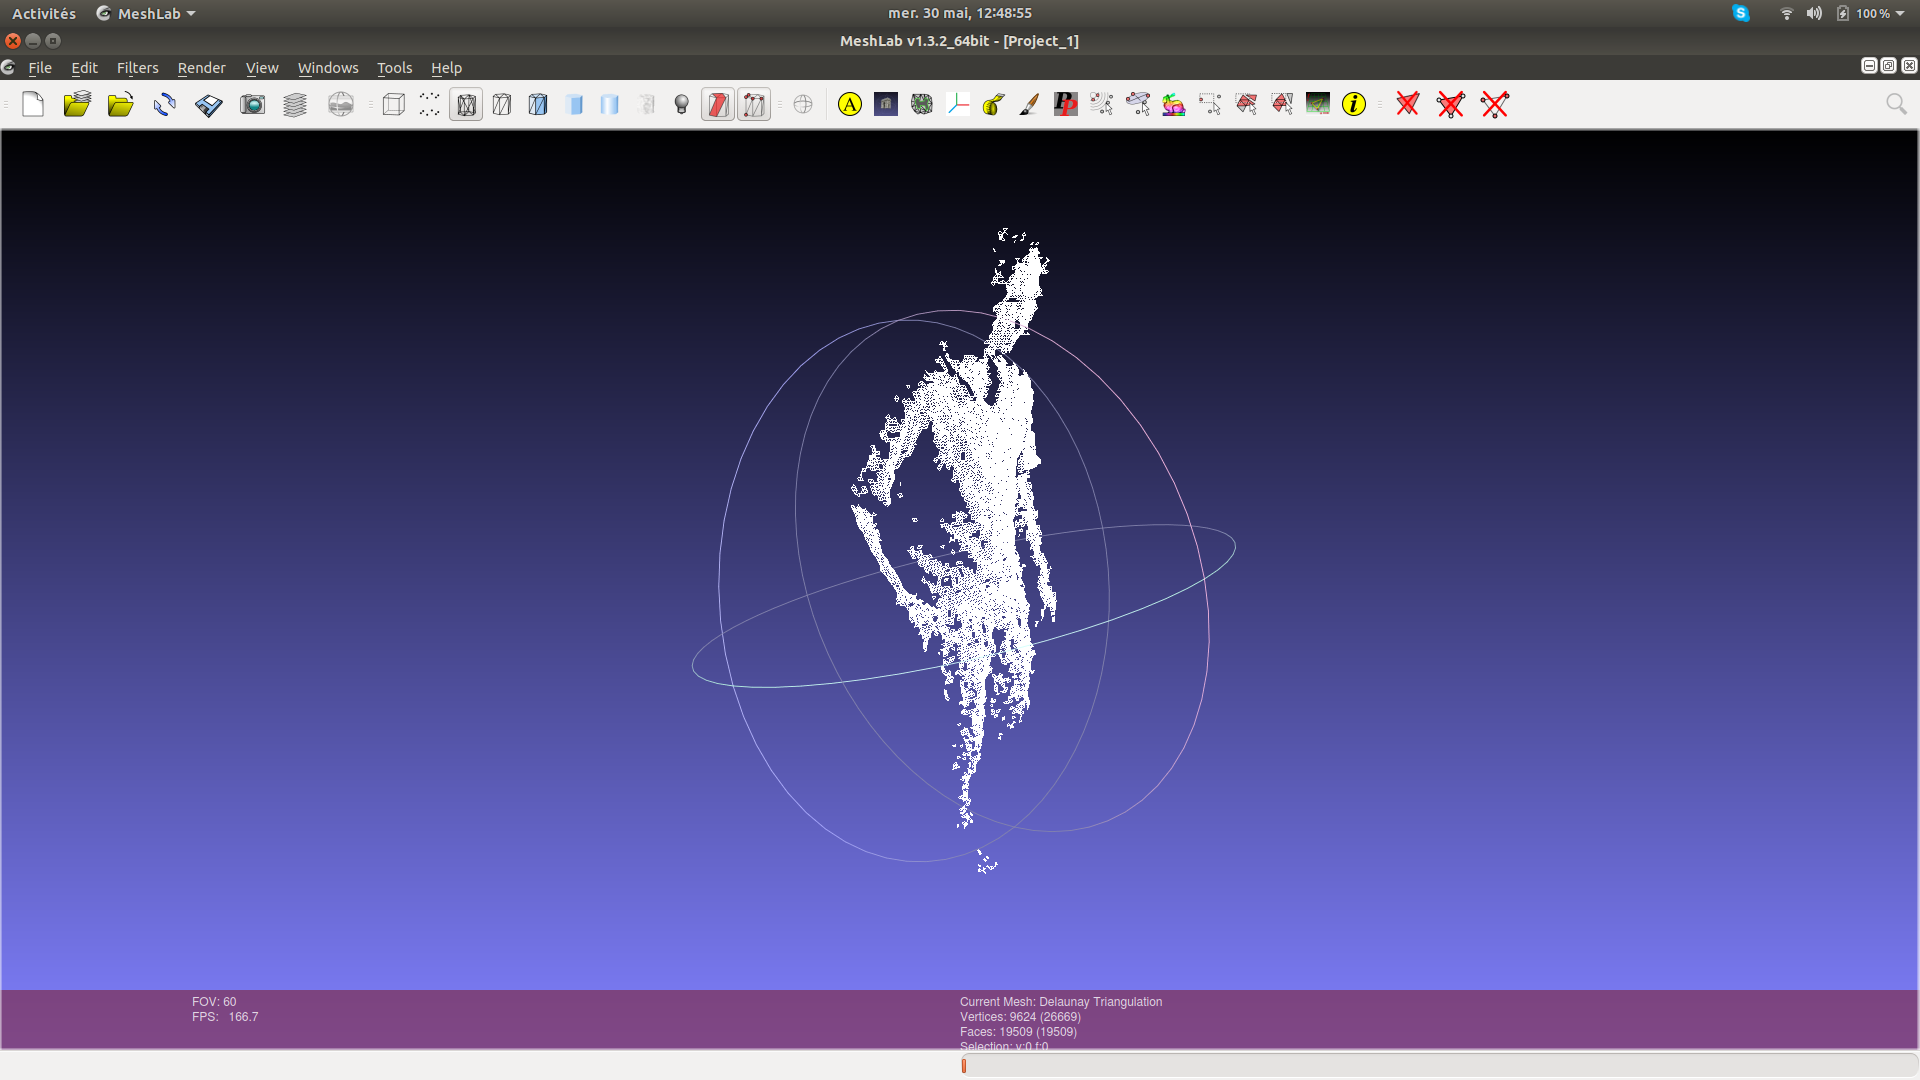 Activités MeshLab mer. 30 mai, 12:48:55 S 100 %
MeshLab v1.3.2_64bit - [Project_1]
File Edit Filters Render View Windows Tools Help
A PP i
FOV: 60
FPS: 166.7
Current Mesh: Delaunay Triangulation
Vertices: 9624 (26669)
Faces: 19509 (19509)
Selection: v:0 f:0